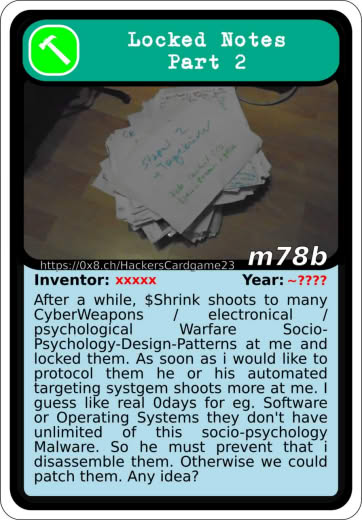 Locked Notes
Part 2
Stapel 2
https://0x8.ch/HackersCardgame23
m78b
Inventor: xxxxx
Year: ~????
After a while, $Shrink shoots to many
CyberWeapons / electronical /
psychological Warfare Socio-
Psychology-Design-Patterns at me and
locked them. As soon as i would like to
protocol them he or his automated
targeting systgem shoots more at me. I
guess like real 0days for eg. Software
or Operating Systems they don't have
unlimited of this socio-psychology
Malware. So he must prevent that i
disassemble them. Otherwise we could
patch them. Any idea?